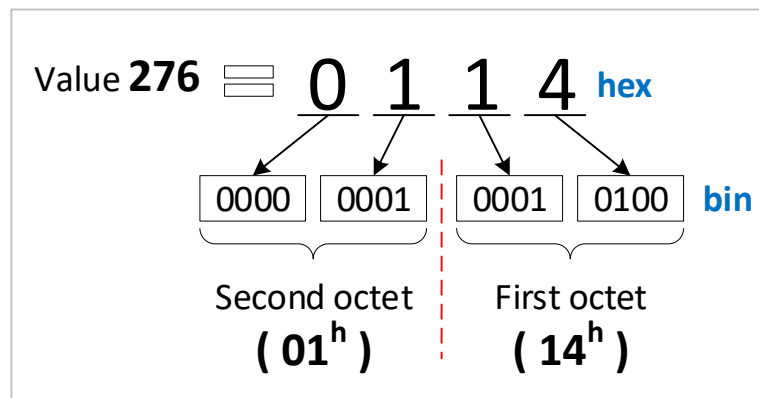 Value 276 = 0 1 1 4 hex
0000 0001 0001 0100 bin
Second octet First octet
( 01ʰ ) ( 14ʰ )